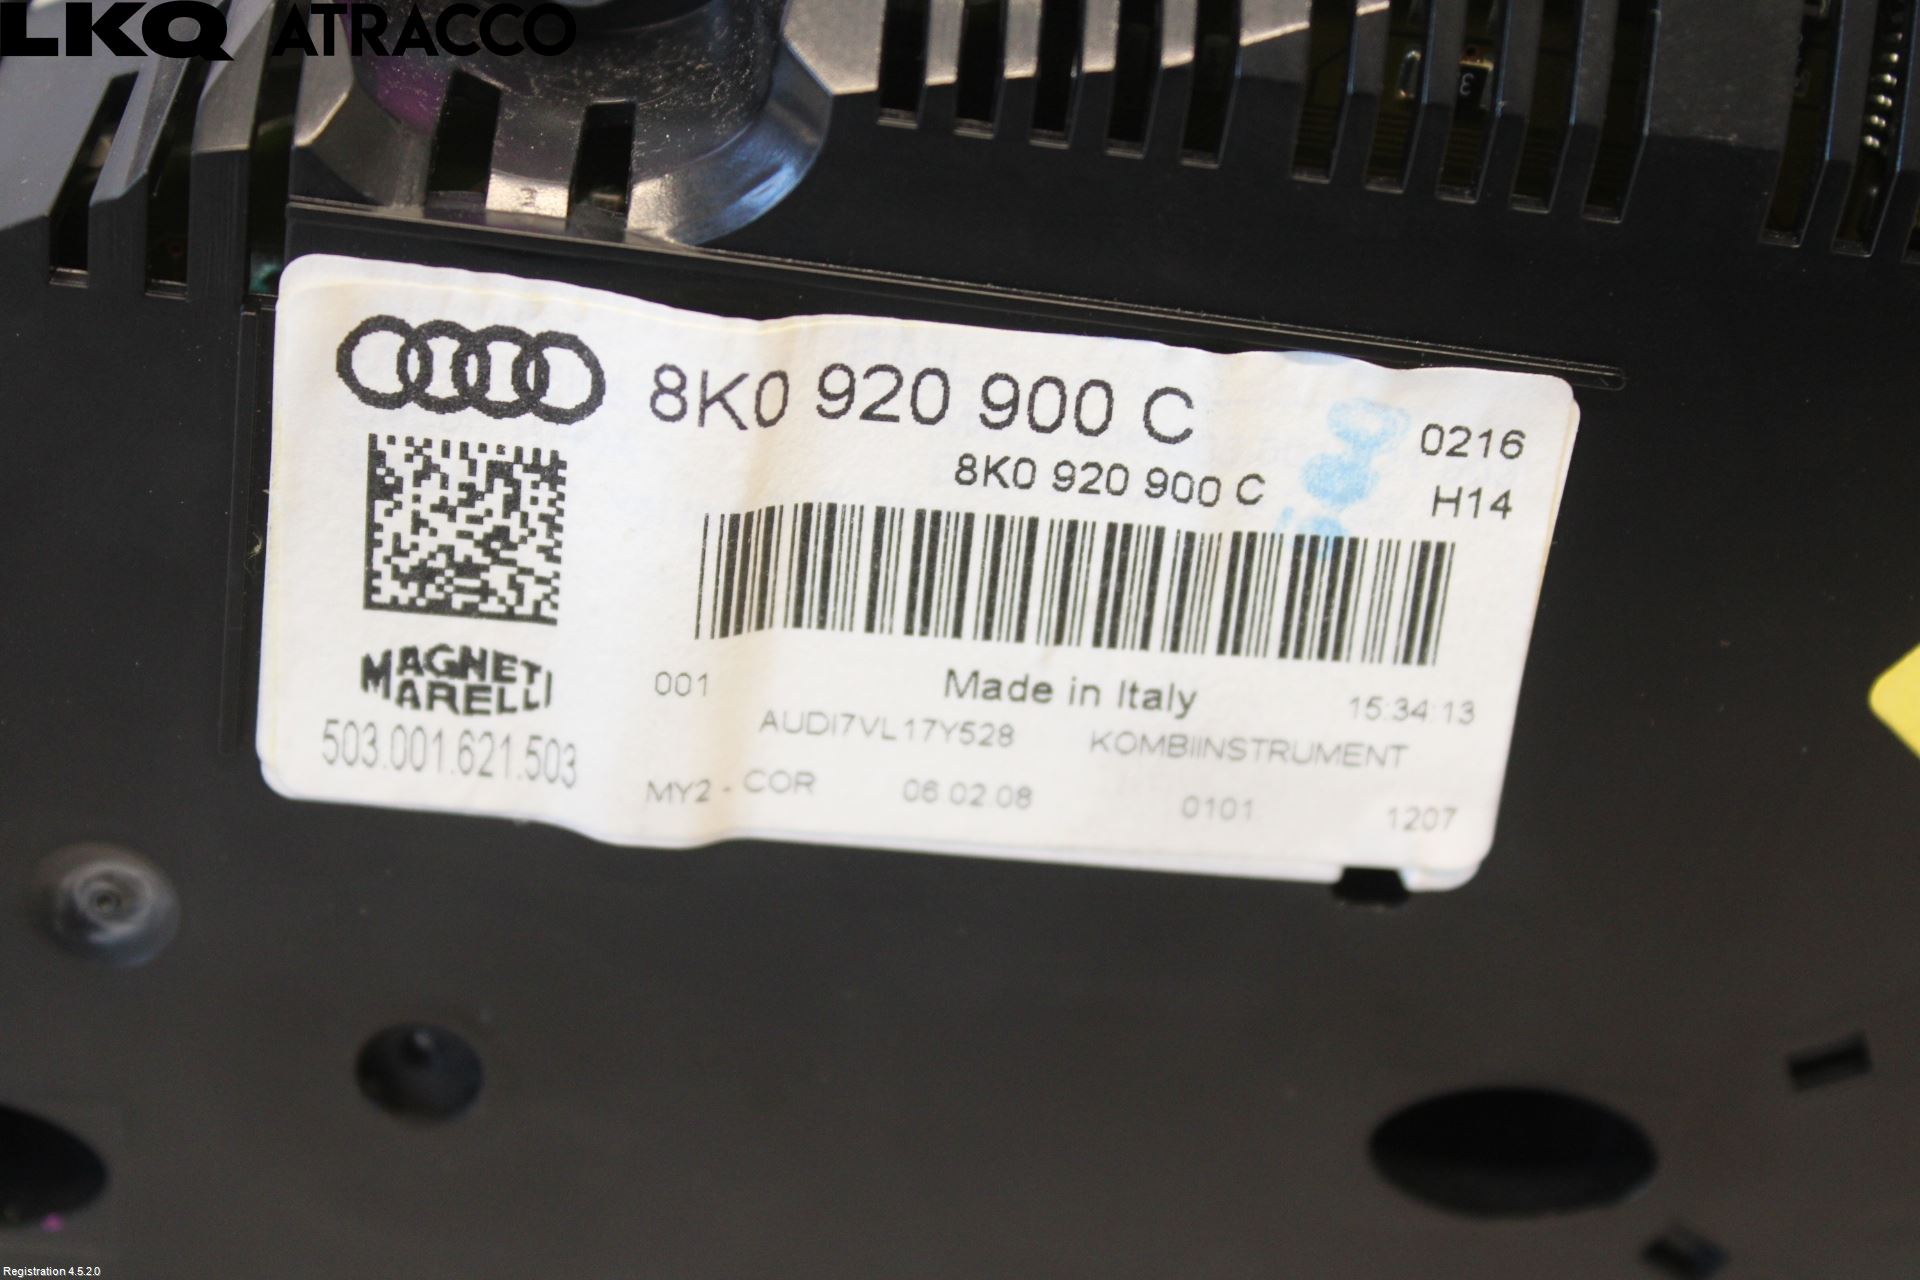 LKQ ATRACCO
8K0 920 900 C
0216
8K0 920 900 C
H14
MAGNETI
MARELLI
001
Made in Italy
15:34:13
503.001.621.503
AUDI7VL17Y528
KOMBIINSTRUMENT
MY2 - COR
06.02.08
0101
1207
Registration 4.5.2.0